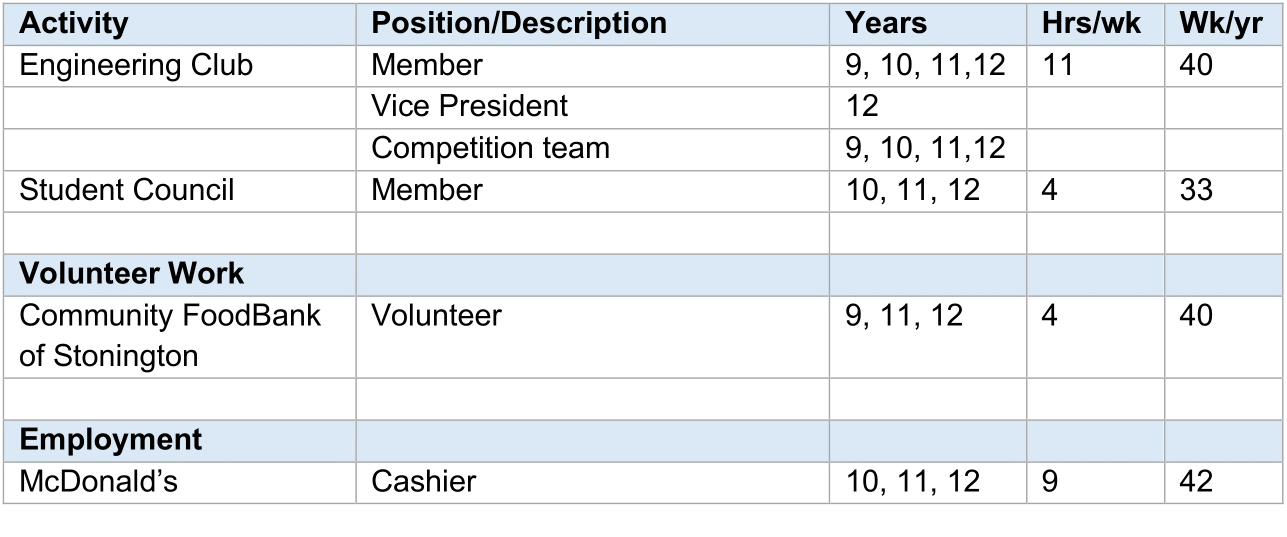 Activity Position/Description Years Hrs/wk Wk/yr
Engineering Club Member 9, 10, 11,12 11 40
Vice President 12
Competition team 9, 10, 11,12
Student Council Member 10, 11, 12 4 33
Volunteer Work
Community FoodBank Volunteer 9, 11, 12 4 40
of Stonington
Employment
McDonald’s Cashier 10, 11, 12 9 42